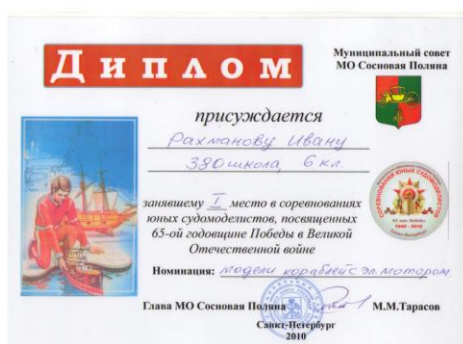 Муниципальный совет
МО Сосновая Поляна
ДИПЛОМ
присуждается
Рахманову Ивану
380 школа, 6 кл.
занявшему I место в соревнованиях
юных судомоделистов, посвященных
65-ой годовщине Победы в Великой
Отечественной войне
Номинация: модели кораблей с эл. мотором
Глава МО Сосновая Поляна М.М.Тарасов
Санкт-Петербург
2010